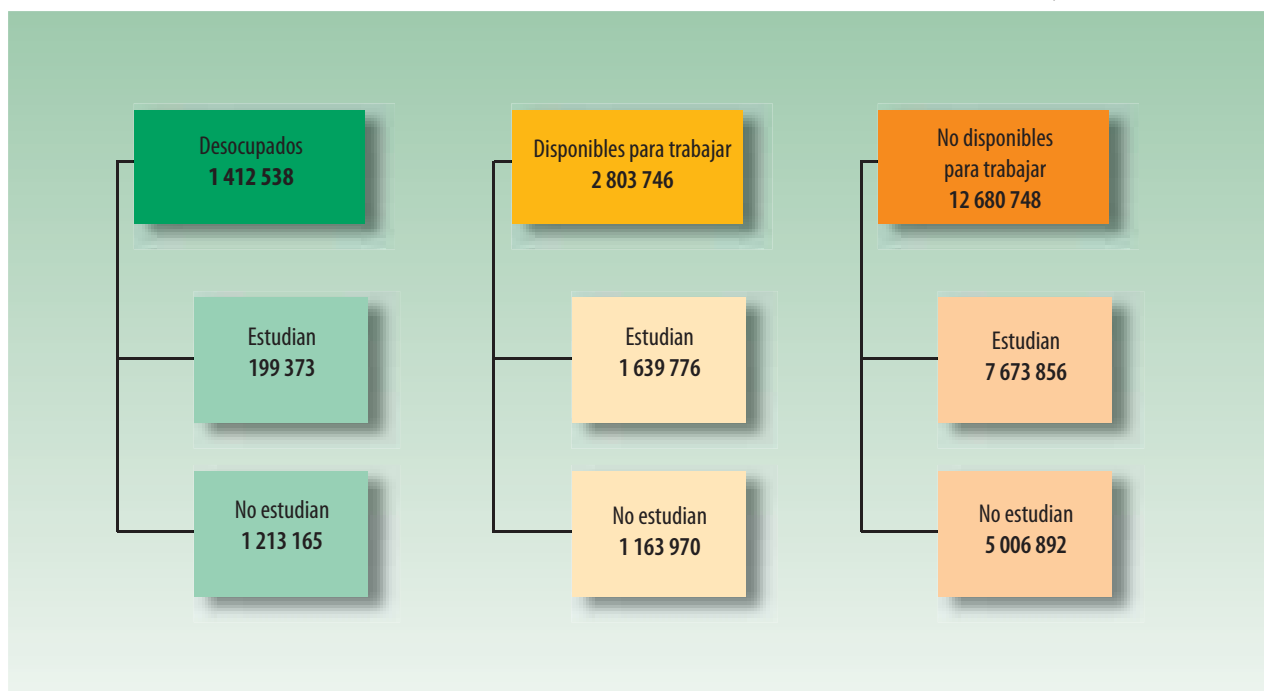 Desocupados
1 412 538
Disponibles para trabajar
2 803 746
No disponibles
para trabajar
12 680 748
Estudian
199 373
Estudian
1 639 776
Estudian
7 673 856
No estudian
1 213 165
No estudian
1 163 970
No estudian
5 006 892